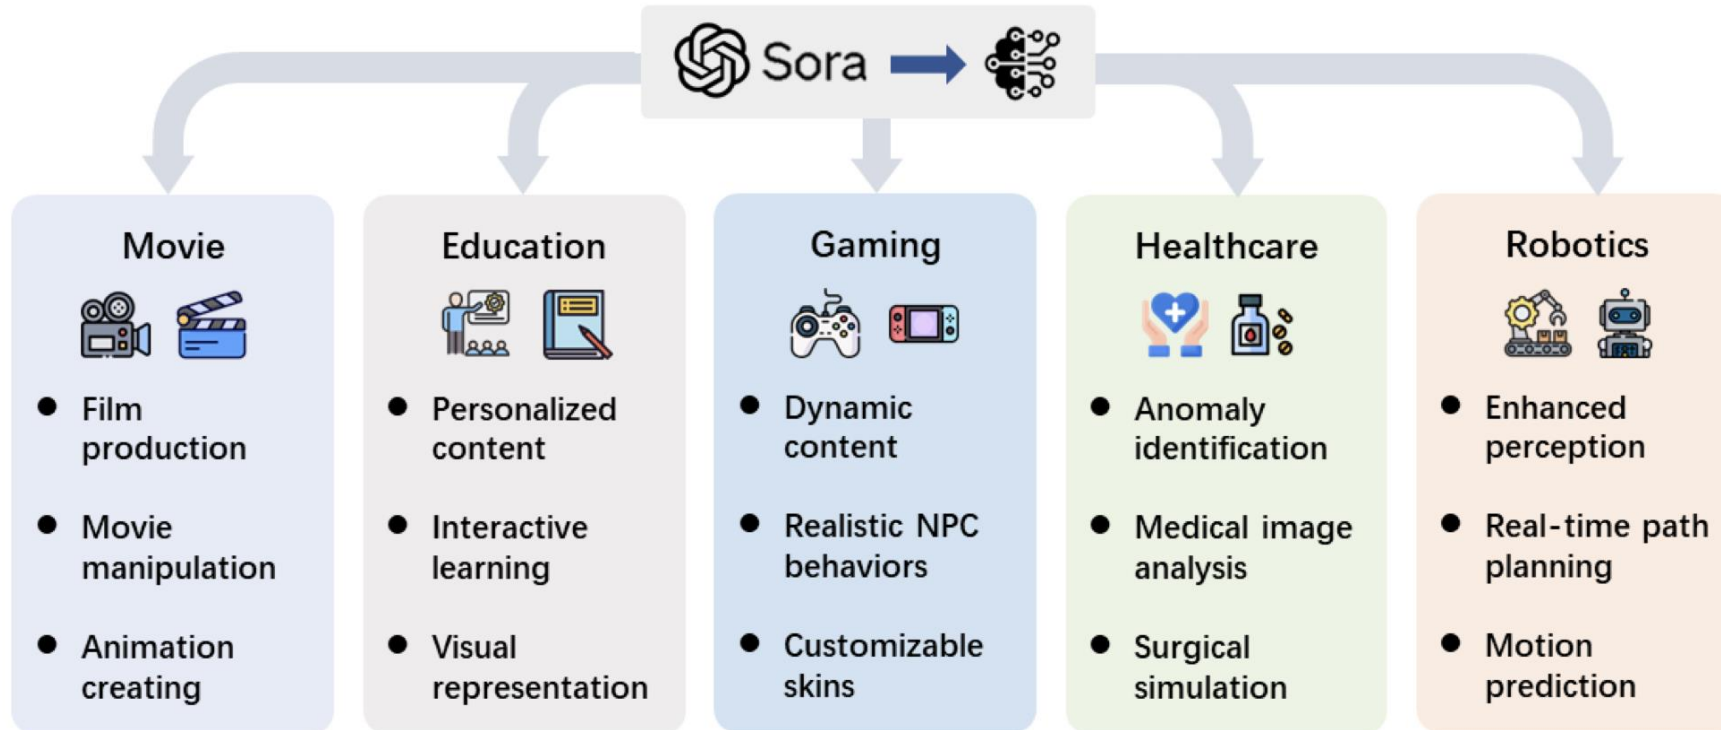 Sora
Movie
Film
production
Movie
manipulation
Animation
creating
Education
Personalized
content
Interactive
learning
Visual
representation
Gaming
Dynamic
content
Realistic NPC
behaviors
Customizable
skins
Healthcare
Anomaly
identification
Medical image
analysis
Surgical
simulation
Robotics
Enhanced
perception
Real-time path
planning
Motion
prediction